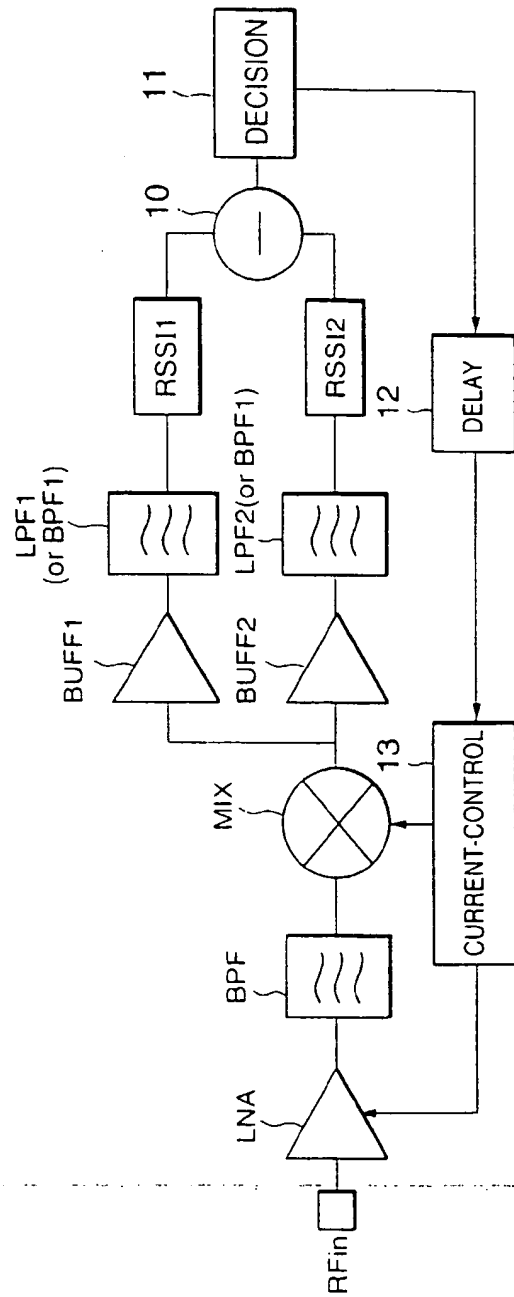 RFin
LNA
BPF
MIX
BUFF1
BUFF2
LPF1
(or BPF1)
LPF2(or BPF1)
RSSI1
RSSI2
10
—
11
DECISION
12
DELAY
13
CURRENT-CONTROL